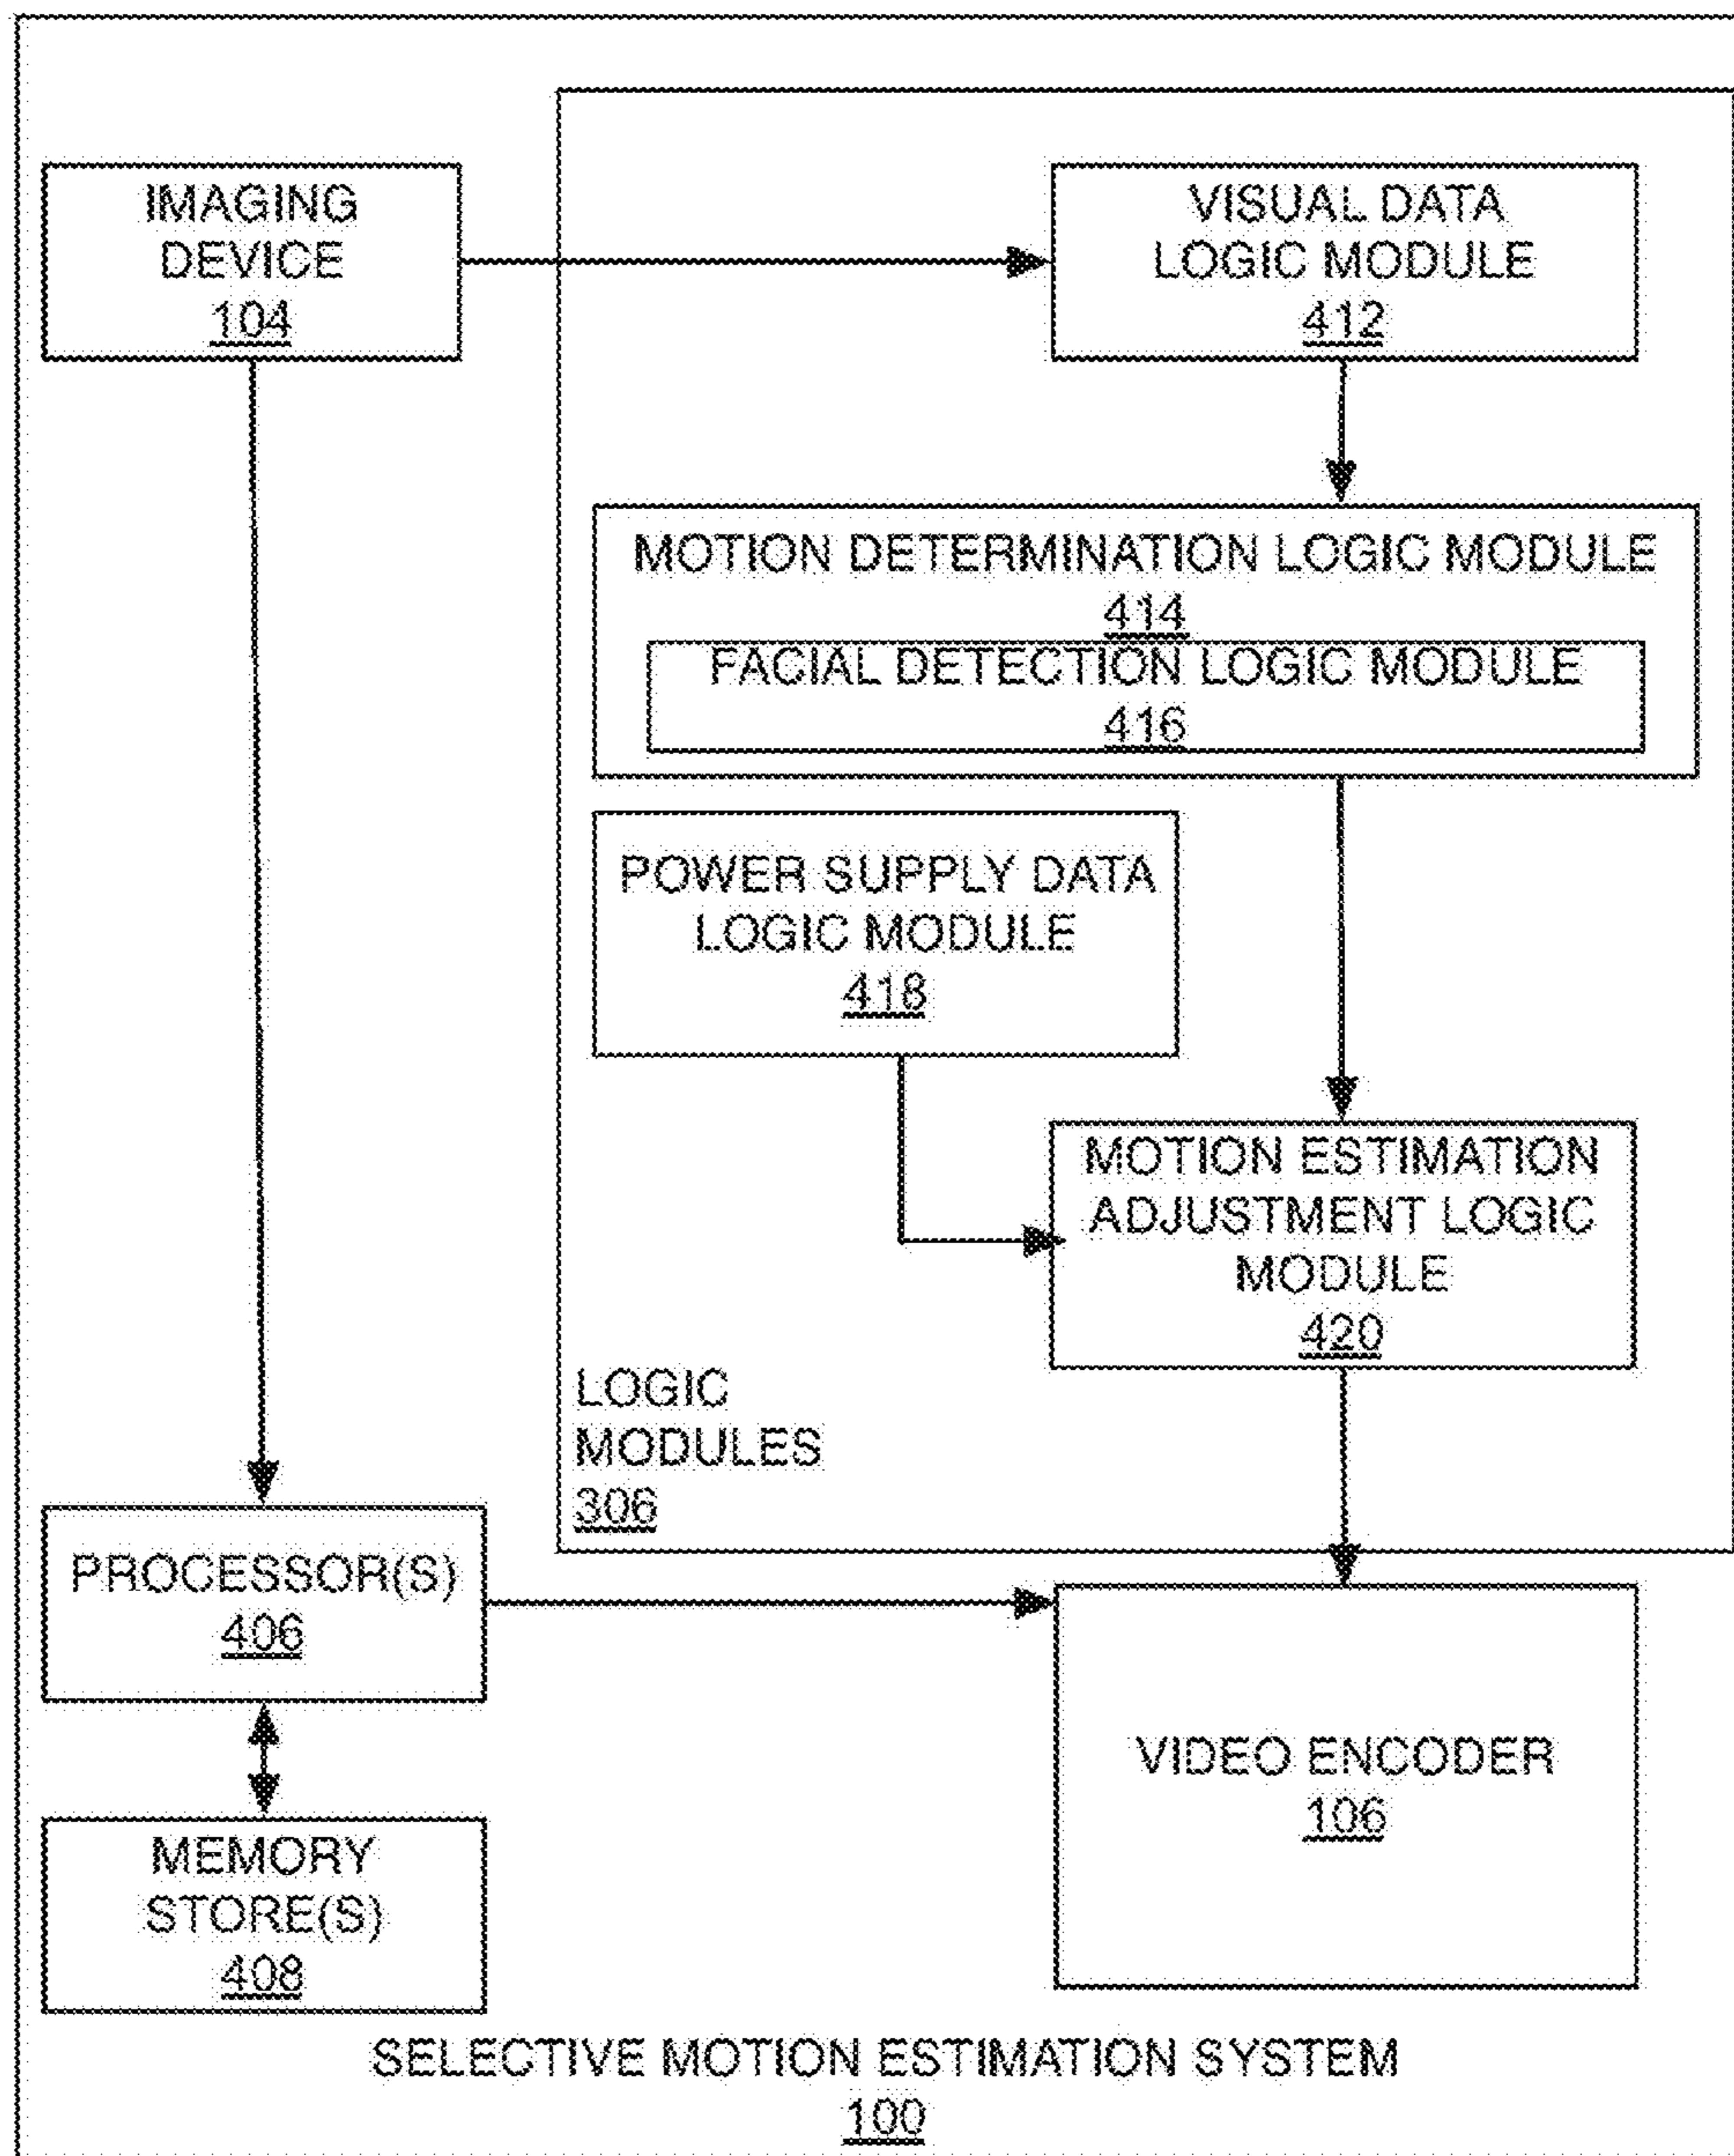 IMAGING
DEVICE
104
VISUAL DATA
LOGIC MODULE
412
MOTION DETERMINATION LOGIC MODULE
414
FACIAL DETECTION LOGIC MODULE
416
POWER SUPPLY DATA
LOGIC MODULE
418
MOTION ESTIMATION
ADJUSTMENT LOGIC
MODULE
420
LOGIC
MODULES
306
PROCESSOR(S)
406
VIDEO ENCODER
106
MEMORY
STORE(S)
408
SELECTIVE MOTION ESTIMATION SYSTEM
100